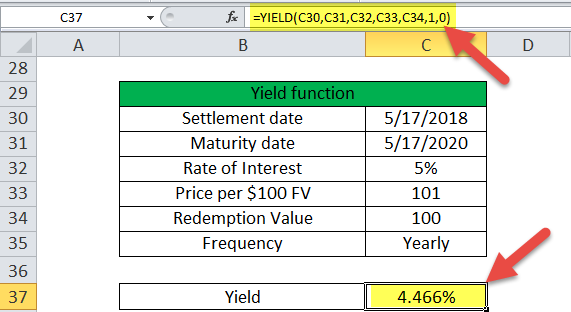 C37 fx =YIELD(C30,C31,C32,C33,C34,1,0)
A B C D
28
29 Yield function
30 Settlement date 5/17/2018
31 Maturity date 5/17/2020
32 Rate of Interest 5%
33 Price per $100 FV 101
34 Redemption Value 100
35 Frequency Yearly
36
37 Yield 4.466%